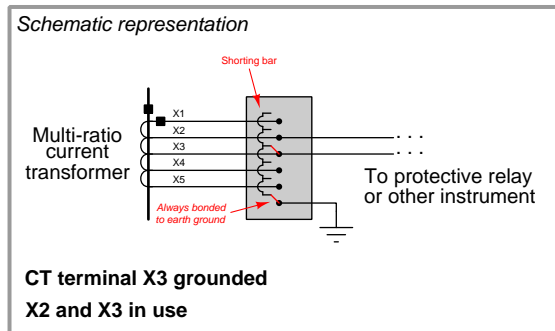 Schematic representation
Shorting bar
X1
X2
X3
X4
X5
Multi-ratio
current
transformer
. . .
. . .
To protective relay
or other instrument
Always bonded
to earth ground
CT terminal X3 grounded
X2 and X3 in use